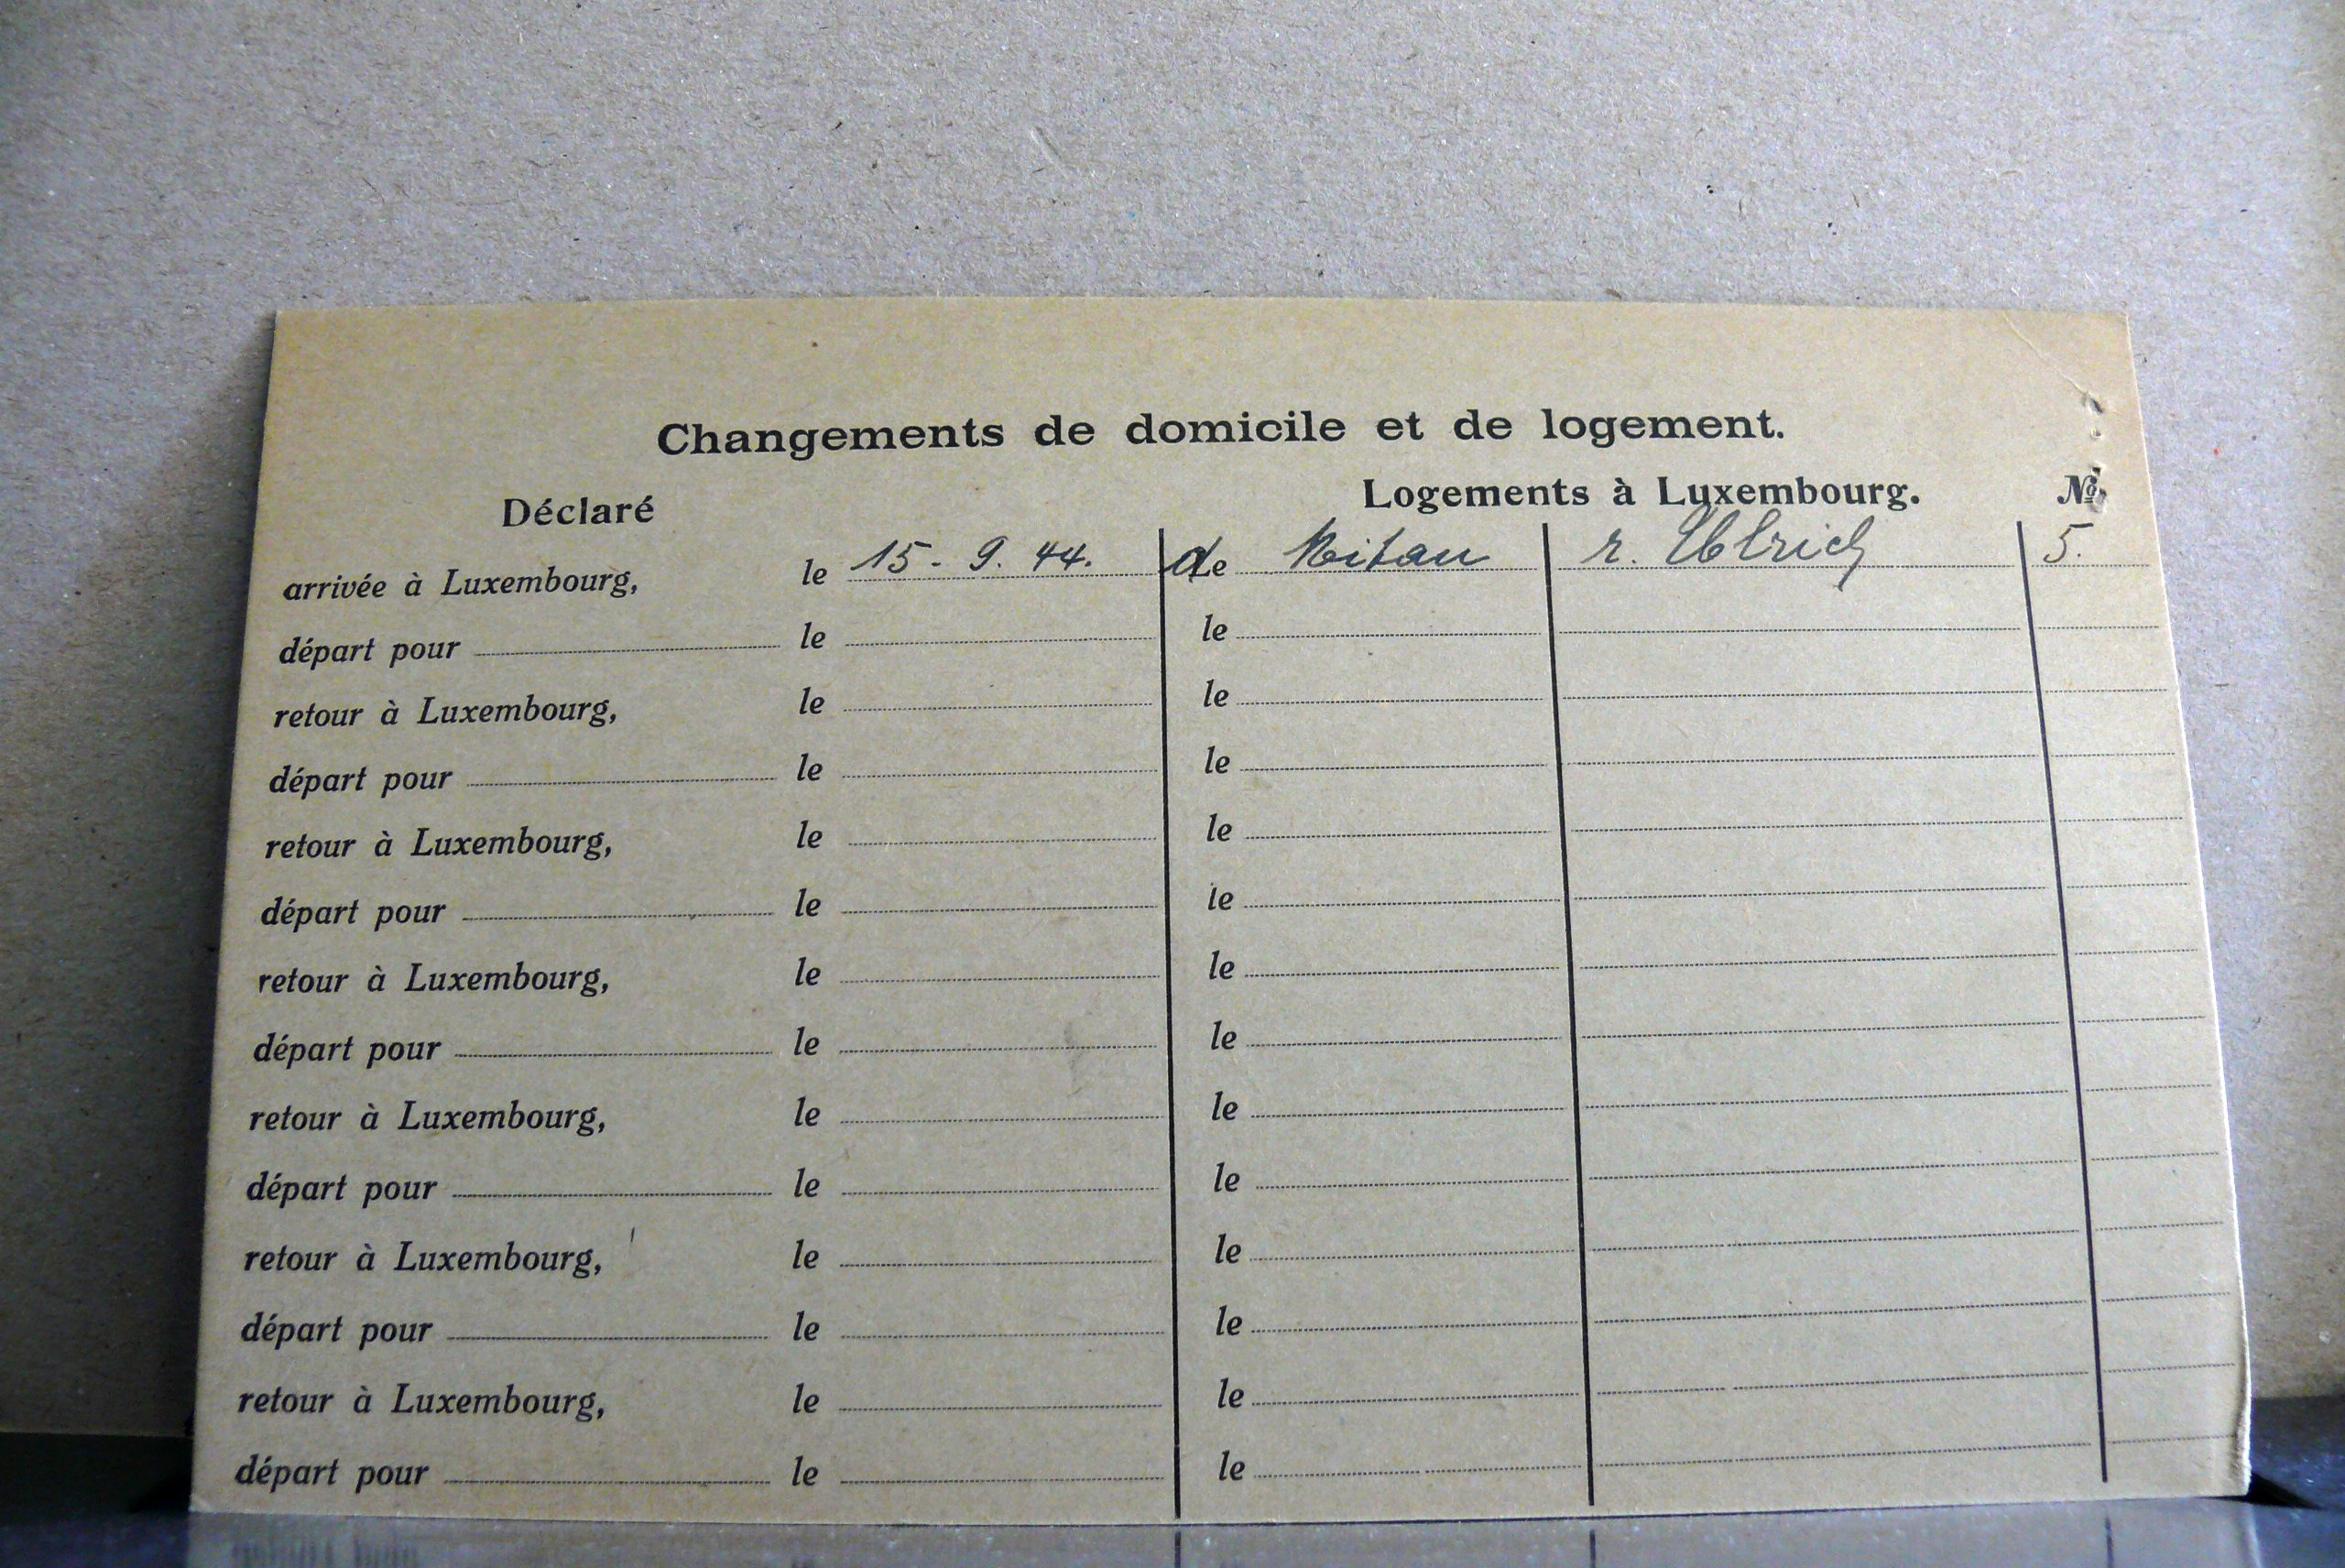 Changements de domicile et de logement.
Déclaré Logements à Luxembourg. No
arrivée à Luxembourg, le 15-9.44. de r. Ulrich 5.
départ pour le le
retour à Luxembourg, le le
départ pour le le
retour à Luxembourg, le le
départ pour le le
retour à Luxembourg, le le
départ pour le le
retour à Luxembourg, le le
départ pour le le
retour à Luxembourg, le le
départ pour le le
retour à Luxembourg, le le
départ pour le le